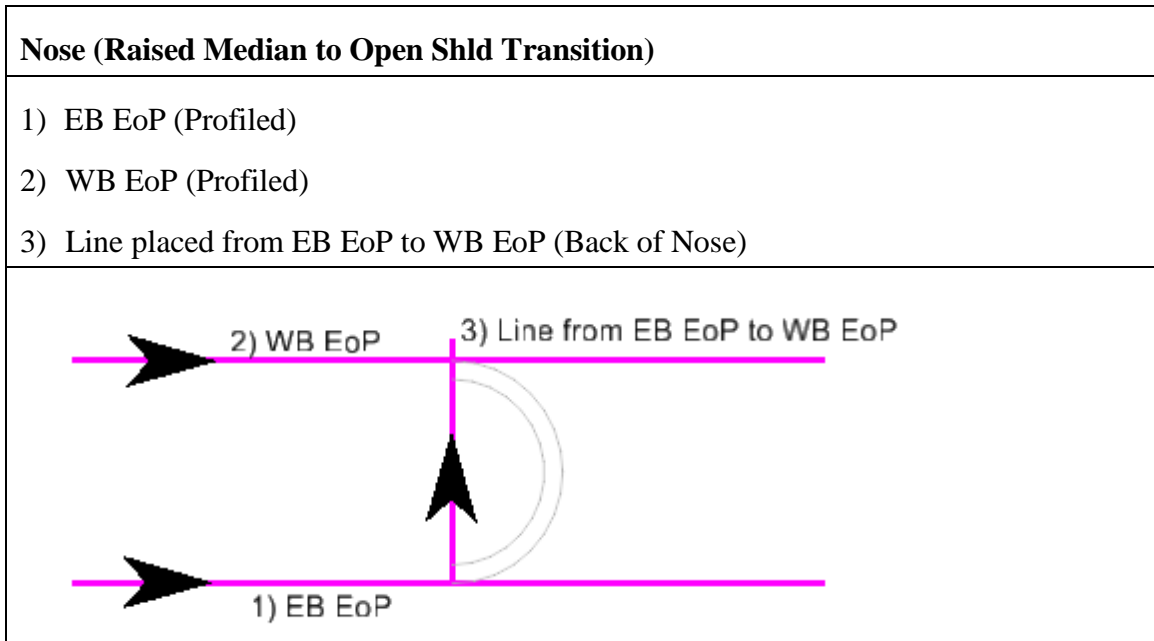 Nose (Raised Median to Open Shld Transition)
1) EB EoP (Profiled)
2) WB EoP (Profiled)
3) Line placed from EB EoP to WB EoP (Back of Nose)
3) Line from EB EoP to WB EoP
2) WB EoP
1) EB EoP